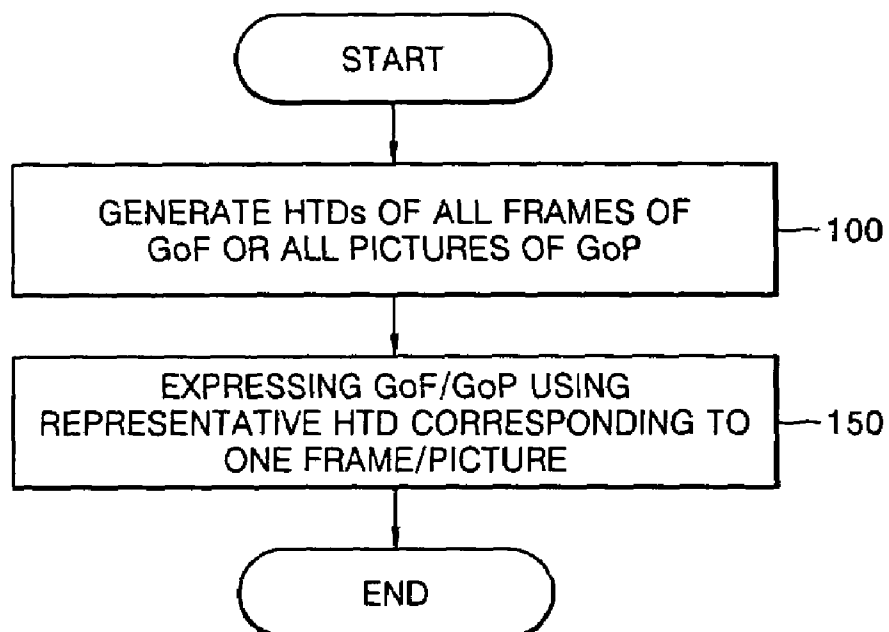 START
GENERATE HTDs OF ALL FRAMES OF
GoF OR ALL PICTURES OF GoP
100
EXPRESSING GoF/GoP USING
REPRESENTATIVE HTD CORRESPONDING TO
ONE FRAME/PICTURE
150
END